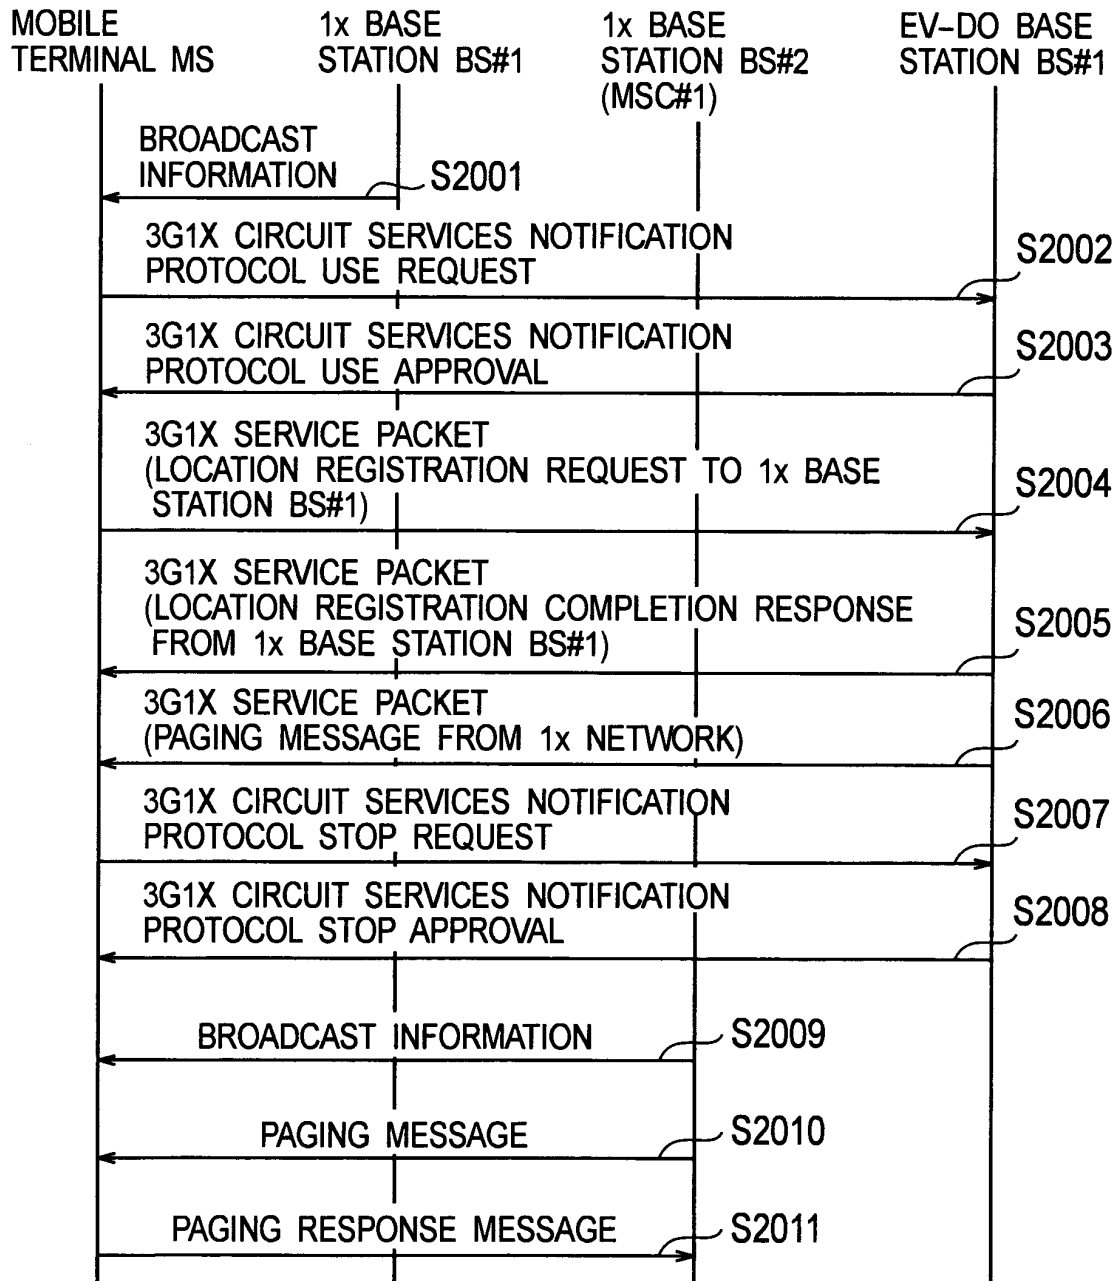 MOBILE
TERMINAL MS
1x BASE
STATION BS#1
1x BASE
STATION BS#2
(MSC#1)
EV-DO BASE
STATION BS#1
BROADCAST
INFORMATION
S2001
3G1X CIRCUIT SERVICES NOTIFICATION
PROTOCOL USE REQUEST
S2002
3G1X CIRCUIT SERVICES NOTIFICATION
PROTOCOL USE APPROVAL
S2003
3G1X SERVICE PACKET
(LOCATION REGISTRATION REQUEST TO 1x BASE
STATION BS#1)
S2004
3G1X SERVICE PACKET
(LOCATION REGISTRATION COMPLETION RESPONSE
FROM 1x BASE STATION BS#1)
S2005
3G1X SERVICE PACKET
(PAGING MESSAGE FROM 1x NETWORK)
S2006
3G1X CIRCUIT SERVICES NOTIFICATION
PROTOCOL STOP REQUEST
S2007
3G1X CIRCUIT SERVICES NOTIFICATION
PROTOCOL STOP APPROVAL
S2008
BROADCAST INFORMATION
S2009
PAGING MESSAGE
S2010
PAGING RESPONSE MESSAGE
S2011